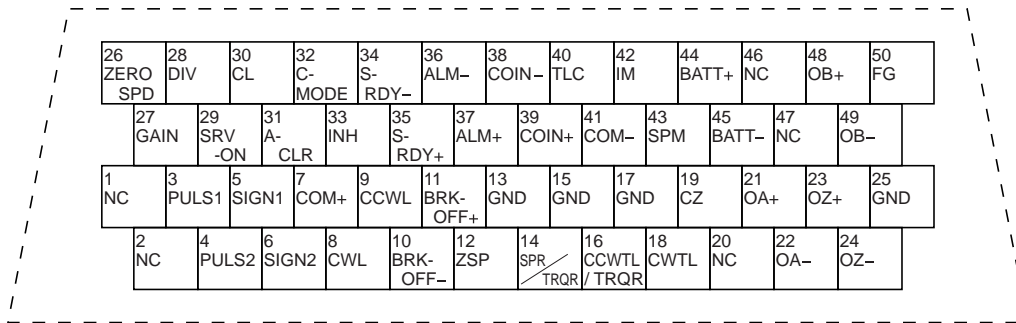 26 28 30 32 34 36 38 40 42 44 46 48 50
ZERO DIV CL C- S- ALM– COIN– TLC IM BATT+ NC OB+ FG
SPD MODE RDY–
27 29 31 33 35 37 39 41 43 45 47 49
GAIN SRV A- INH S- ALM+ COIN+ COM– SPM BATT– NC OB–
-ON CLR RDY+
1 3 5 7 9 11 13 15 17 19 21 23 25
NC PULS1 SIGN1 COM+ CCWL BRK- GND GND GND CZ OA+ OZ+ GND
OFF+
2 4 6 8 10 12 14 16 18 20 22 24
NC PULS2 SIGN2 CWL BRK- ZSP SPR CCWTL CWTL NC OA– OZ–
OFF– / TRQR / TRQR